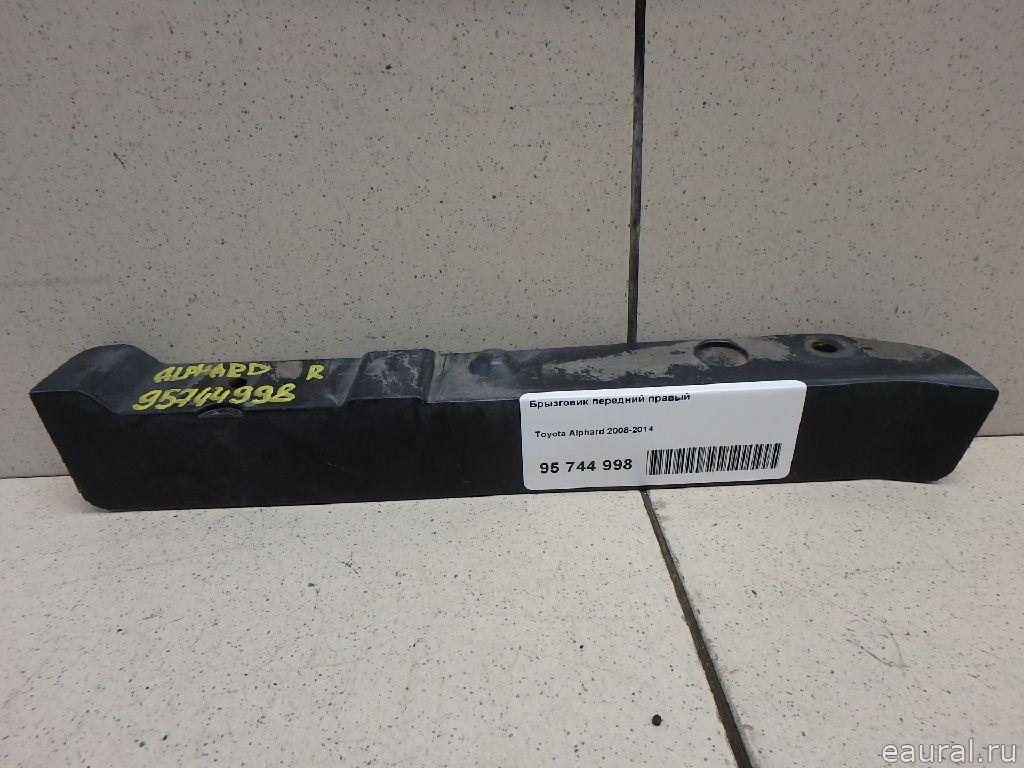 ALPHARD R
95744998
Брызговик передний правый
Toyota Alphard 2008-2014
95 744 998
eaural.ru